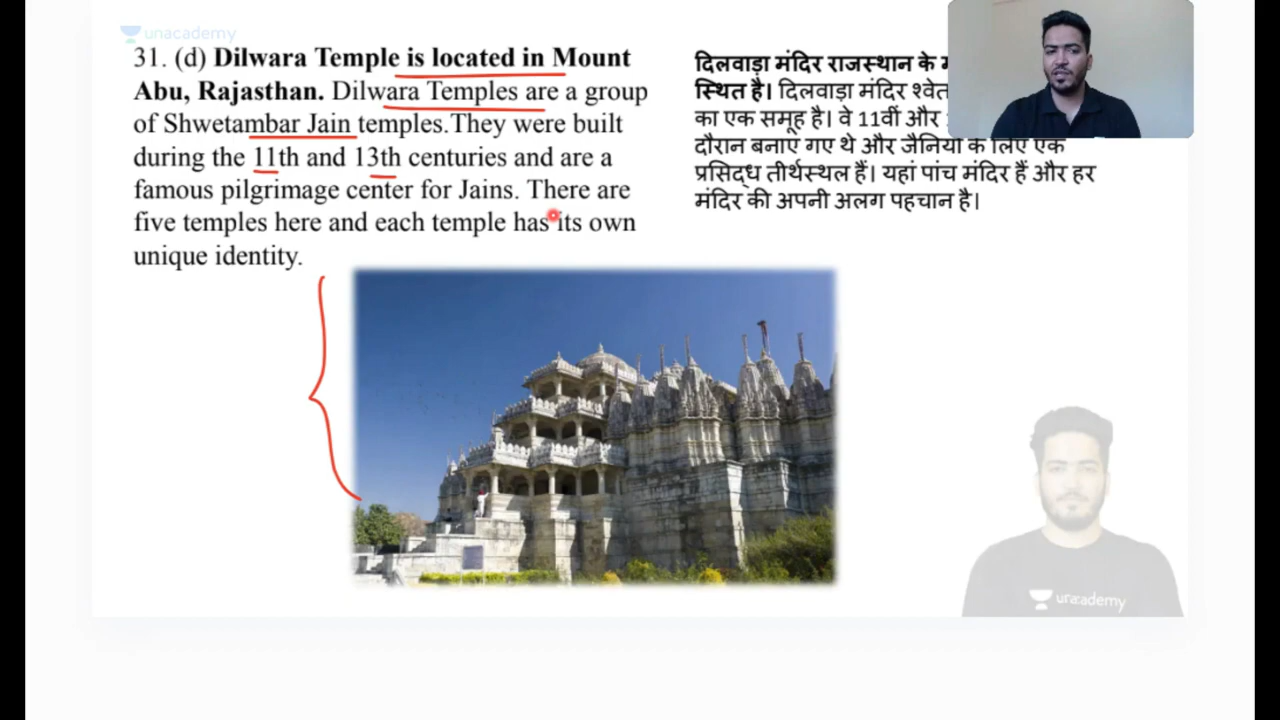 unacademy
31. (d) Dilwara Temple is located in Mount
Abu, Rajasthan. Dilwara Temples are a group
of Shwetambar Jain temples.They were built
during the 11th and 13th centuries and are a
famous pilgrimage center for Jains. There are
five temples here and each temple has its own
unique identity.
दिलवाड़ा मंदिर राजस्थान के
स्थित है। दिलवाड़ा मंदिर
का एक समूह है। वे 11वीं और
दौरान बनाए गए थे और जैनियों के लिए एक
प्रसिद्ध तीर्थस्थल हैं। यहां पांच मंदिर हैं और हर
मंदिर की अपनी अलग पहचान है।
unacademy